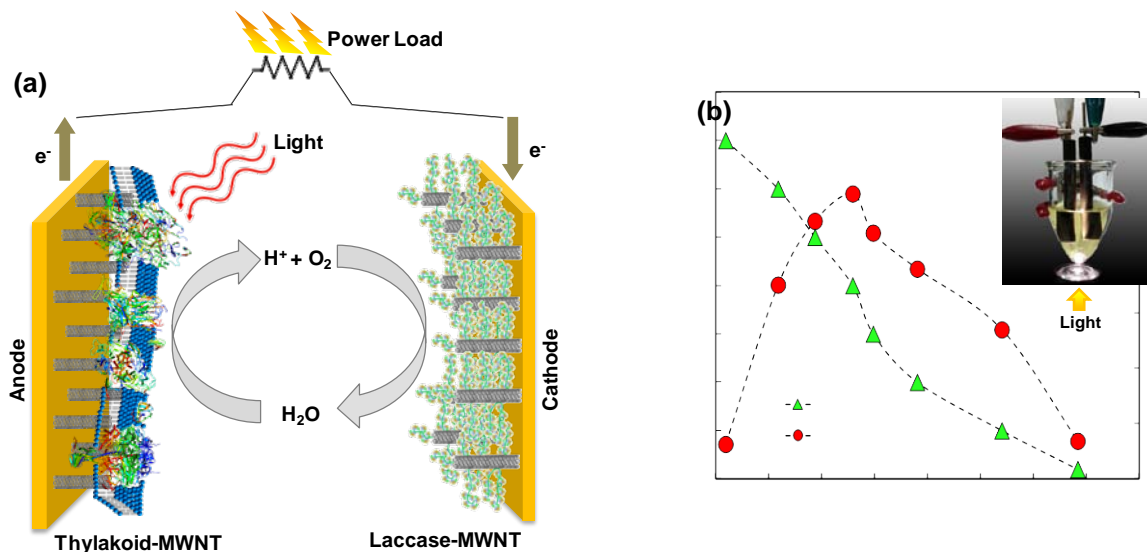 (a)
Power Load
e-
Light
e-
H+ + O2
H2O
Anode
Cathode
Thylakoid-MWNT
Laccase-MWNT
(b)
Light